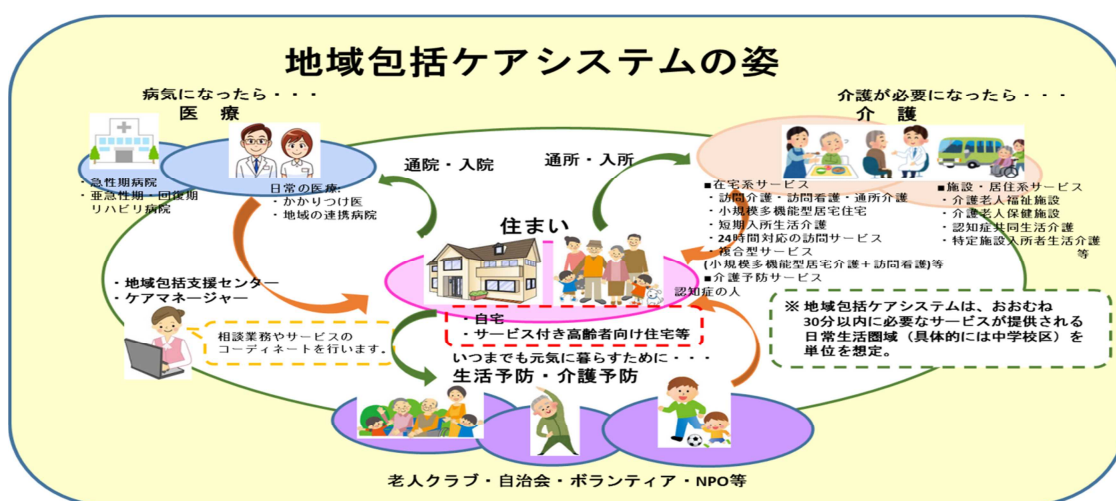 地域包括ケアシステムの姿
病気になったら・・・
医　療
介護が必要になったら・・・
介　護
・急性期病院
・亜急性期・回復期
リハビリ病院
日常の医療:
・かかりつけ医
・地域の連携病院
通院・入院
通所・入所
■在宅系サービス
・訪問介護・訪問看護・通所介護
・小規模多機能型居宅住宅
・短期入所生活介護
・24時間対応の訪問サービス
・複合型サービス
(小規模多機能型居宅介護＋訪問看護)等
■介護予防サービス
■施設・居住系サービス
・介護老人福祉施設
・介護老人保健施設
・認知症共同生活介護
・特定施設入所者生活介護
等
住まい
認知症の人
・自宅
・サービス付き高齢者向け住宅等
・地域包括支援センター
・ケアマネージャー
相談業務やサービスの
コーディネートを行います。
※ 地域包括ケアシステムは、おおむね
30分以内に必要なサービスが提供される
日常生活圏域（具体的には中学校区）を
単位を想定。
いつまでも元気に暮らすために・・・
生活予防・介護予防
老人クラブ・自治会・ボランティア・NPO等